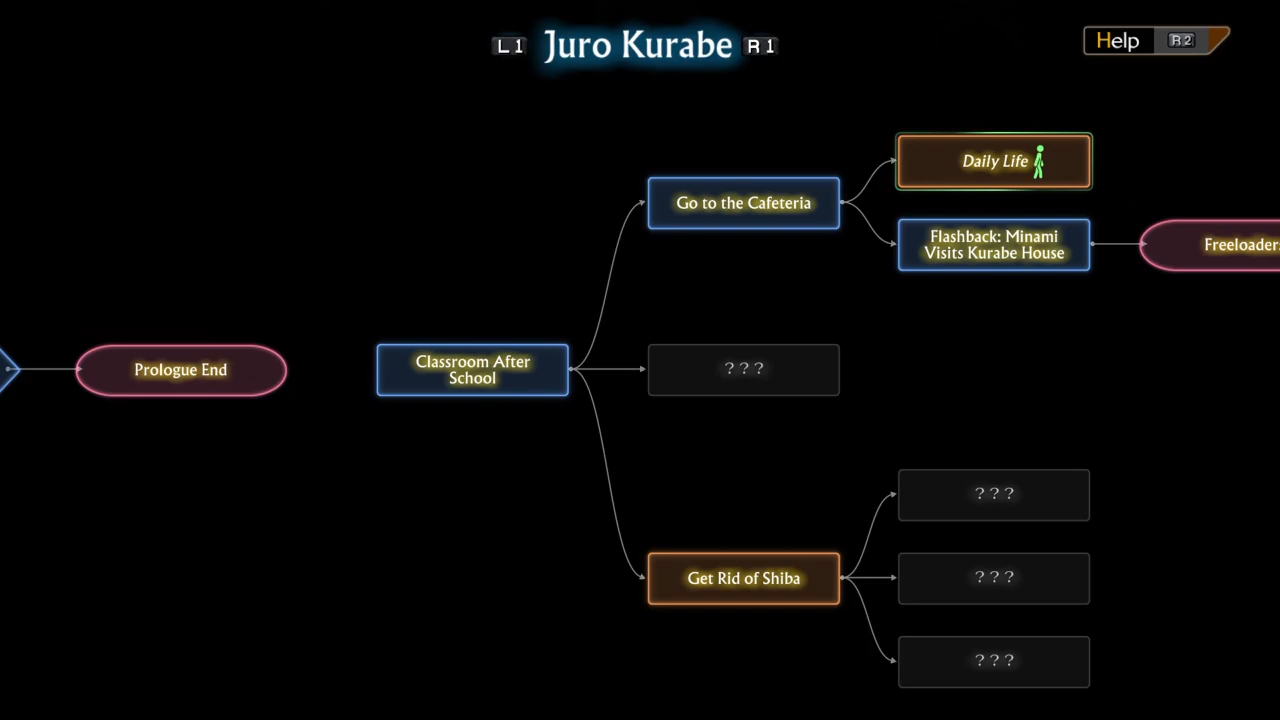 L1 Juro Kurabe R1
Help R2
Daily Life
Go to the Cafeteria
Flashback: Minami
Visits Kurabe House
Freeloader
Prologue End
Classroom After
School
? ? ?
? ? ?
Get Rid of Shiba
? ? ?
? ? ?